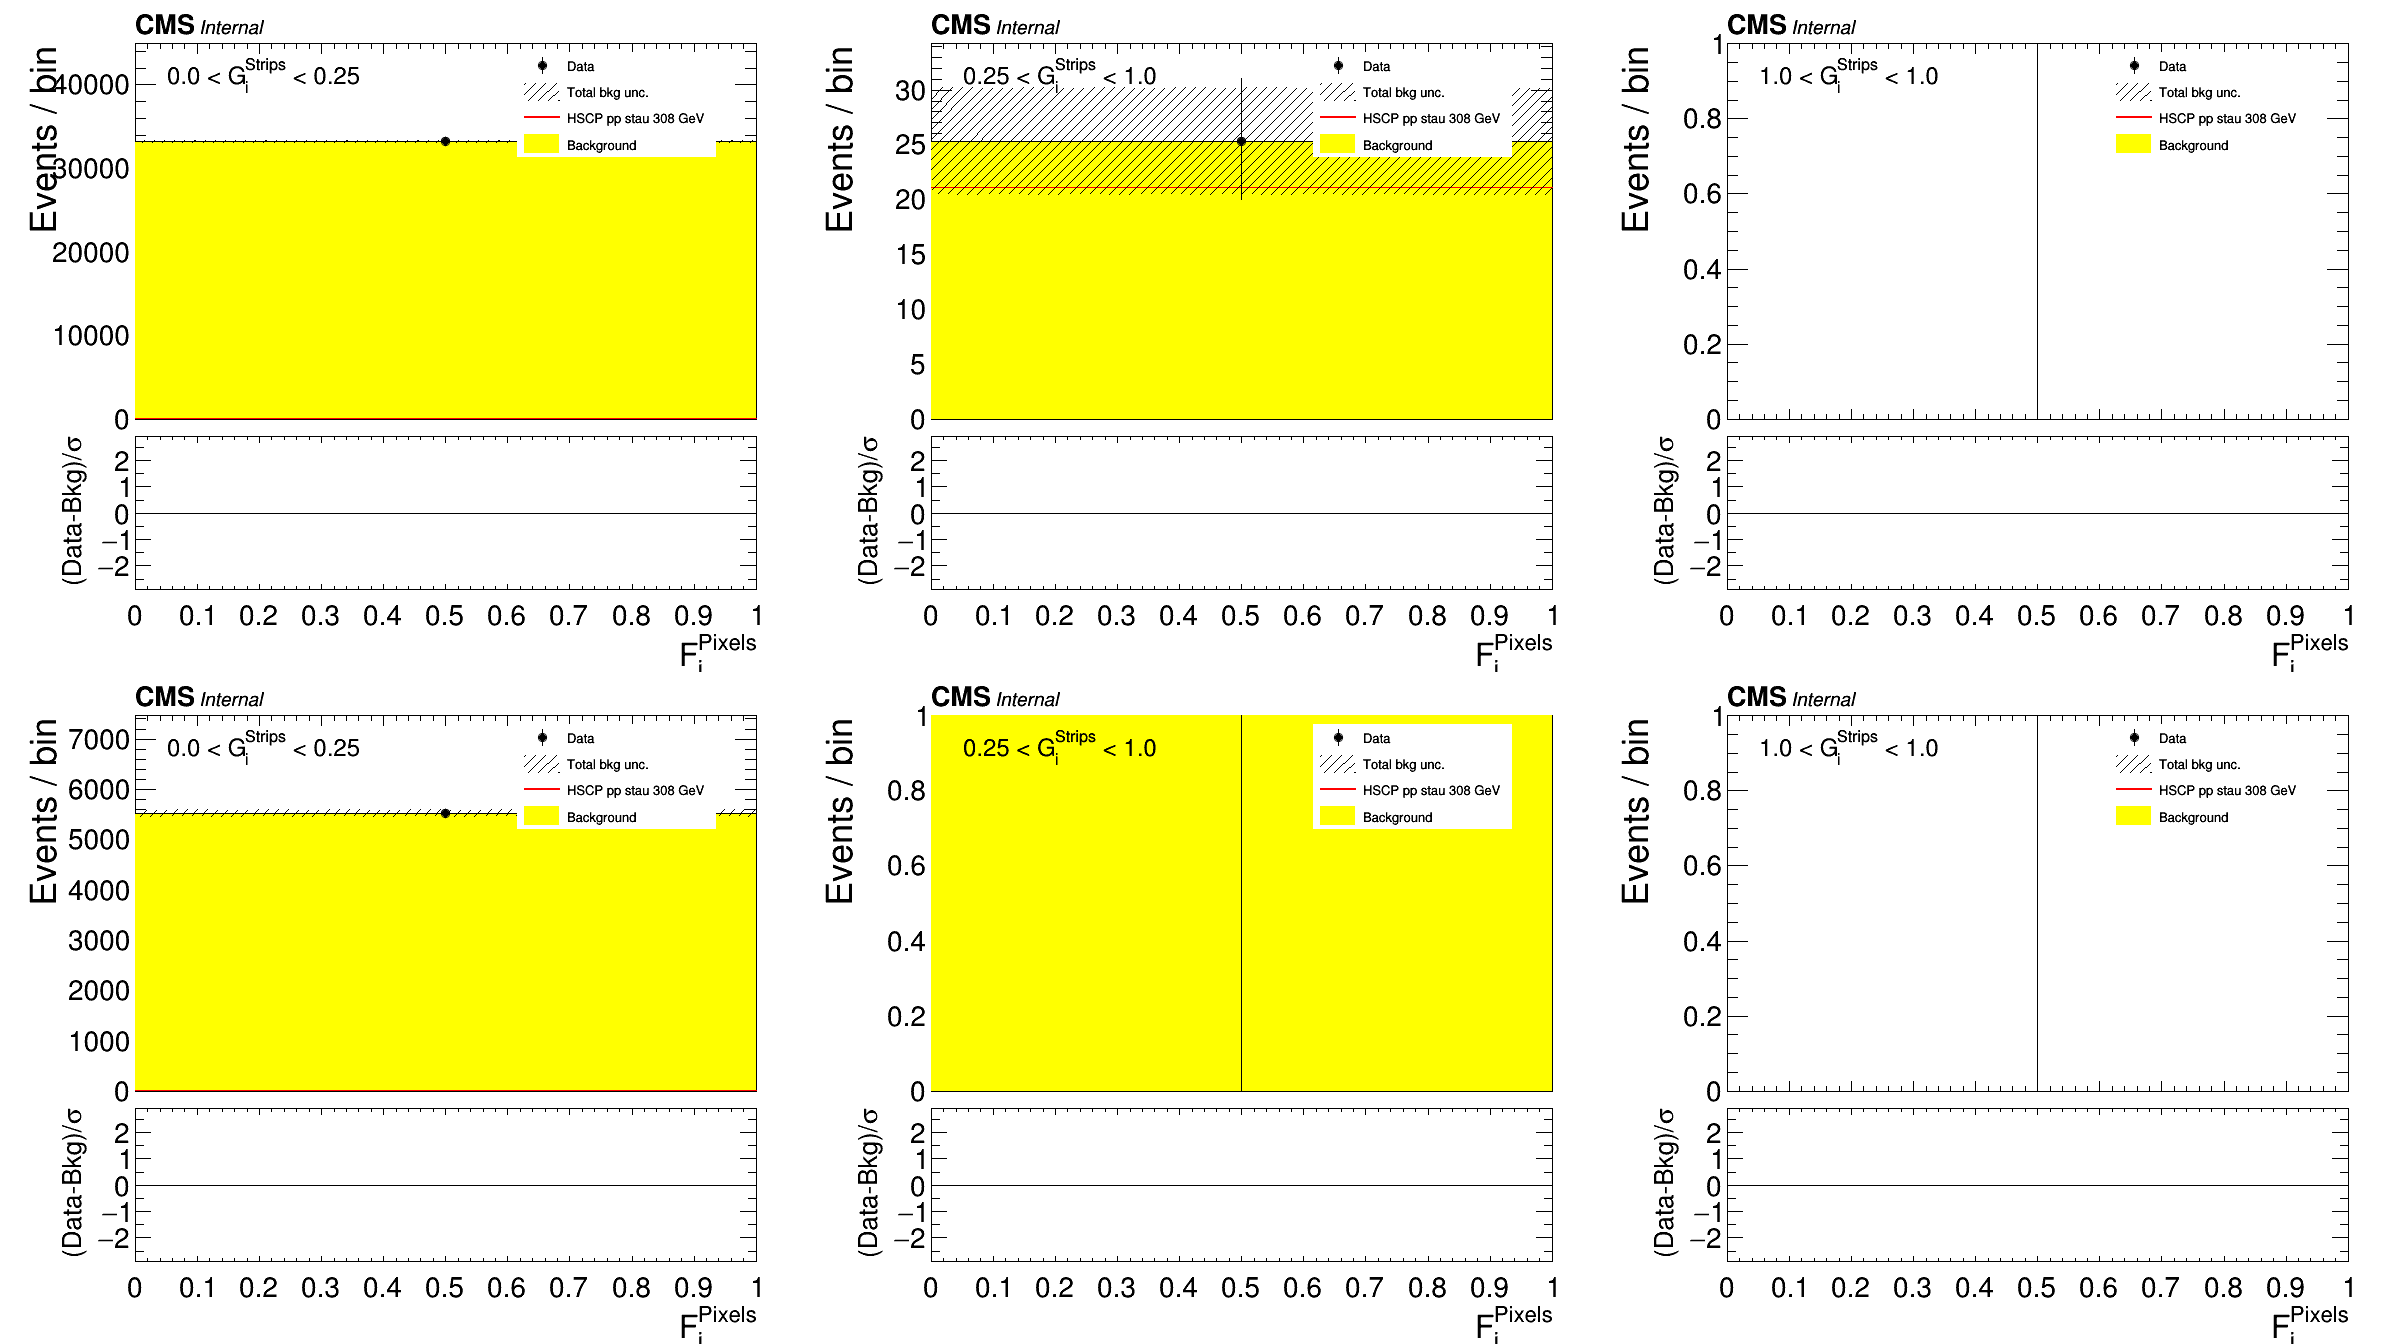 CMS Internal
0.0 < G_i^Strips < 0.25
Data
Total bkg unc.
HSCP pp stau 308 GeV
Background
Events / bin
40000
30000
20000
10000
0
(Data-Bkg)/σ
2
1
0
−1
−2
0 0.1 0.2 0.3 0.4 0.5 0.6 0.7 0.8 0.9 1
F_i^Pixels
CMS Internal
0.25 < G_i^Strips < 1.0
Data
Total bkg unc.
HSCP pp stau 308 GeV
Background
Events / bin
30
25
20
15
10
5
0
(Data-Bkg)/σ
2
1
0
−1
−2
0 0.1 0.2 0.3 0.4 0.5 0.6 0.7 0.8 0.9 1
F_i^Pixels
CMS Internal
1.0 < G_i^Strips < 1.0
Data
Total bkg unc.
HSCP pp stau 308 GeV
Background
Events / bin
1
0.8
0.6
0.4
0.2
0
(Data-Bkg)/σ
2
1
0
−1
−2
0 0.1 0.2 0.3 0.4 0.5 0.6 0.7 0.8 0.9 1
F_i^Pixels
CMS Internal
0.0 < G_i^Strips < 0.25
Data
Total bkg unc.
HSCP pp stau 308 GeV
Background
Events / bin
7000
6000
5000
4000
3000
2000
1000
0
(Data-Bkg)/σ
2
1
0
−1
−2
0 0.1 0.2 0.3 0.4 0.5 0.6 0.7 0.8 0.9 1
F_i^Pixels
CMS Internal
0.25 < G_i^Strips < 1.0
Data
Total bkg unc.
HSCP pp stau 308 GeV
Background
Events / bin
1
0.8
0.6
0.4
0.2
0
(Data-Bkg)/σ
2
1
0
−1
−2
0 0.1 0.2 0.3 0.4 0.5 0.6 0.7 0.8 0.9 1
F_i^Pixels
CMS Internal
1.0 < G_i^Strips < 1.0
Data
Total bkg unc.
HSCP pp stau 308 GeV
Background
Events / bin
1
0.8
0.6
0.4
0.2
0
(Data-Bkg)/σ
2
1
0
−1
−2
0 0.1 0.2 0.3 0.4 0.5 0.6 0.7 0.8 0.9 1
F_i^Pixels